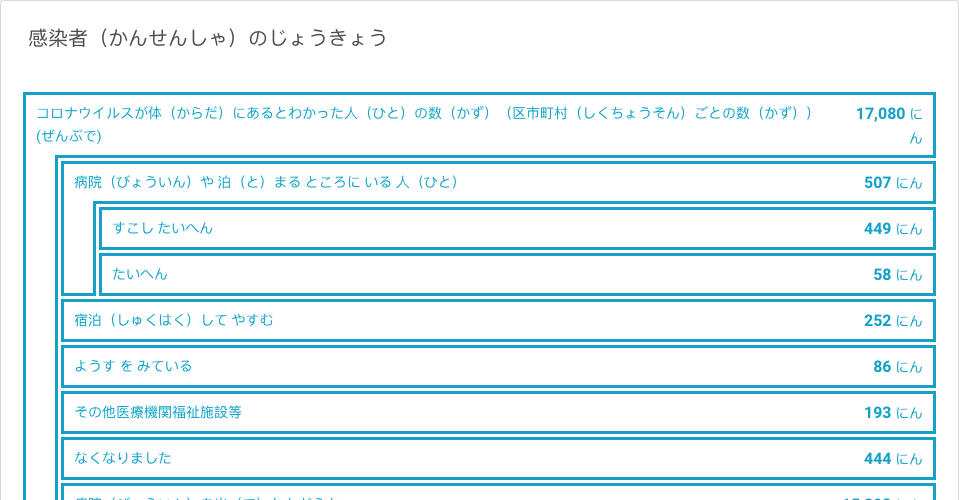 感染者（かんせんしゃ）のじょうきょう
コロナウイルスが体（からだ）にあるとわかった人（ひと）の数（かず）（区市町村（しくちょうそん）ごとの数（かず）） 17,080 に
(ぜんぶで) ん
病院（びょういん）や 泊（と）まる ところに いる 人（ひと） 507 にん
すこし たいへん 449 にん
たいへん 58 にん
宿泊（しゅくはく）して やすむ 252 にん
ようす を みている 86 にん
その他医療機関福祉施設等 193 にん
なくなりました 444 にん